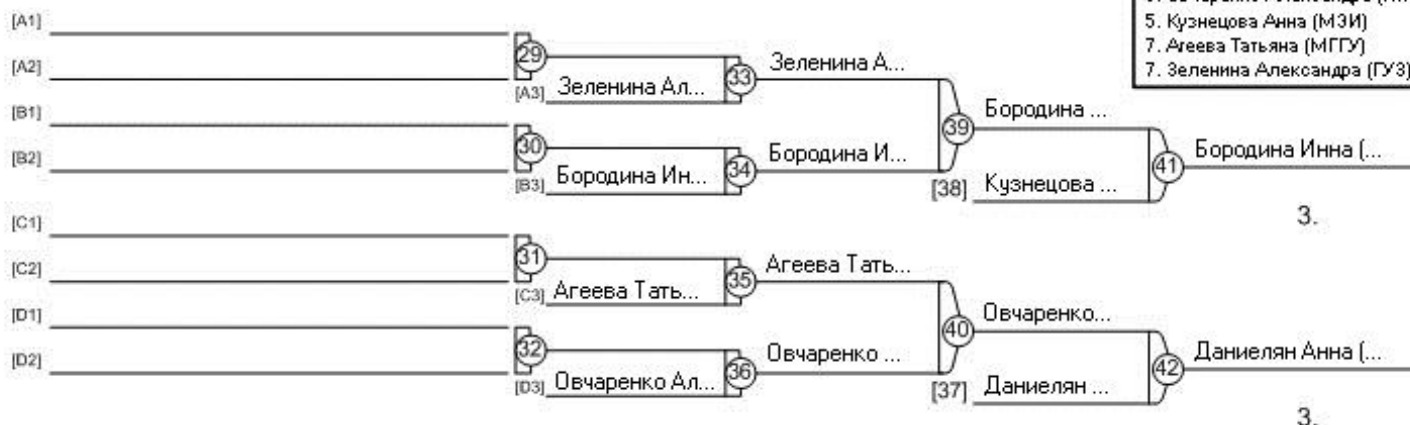 5. Кузнецова Анна (МЭИ)
7. Агеева Татьяна (МГГУ)
7. Зеленина Александра (ГУЗ)
[A1]
29
[A2]
[A3] Зеленина Ал...
33
Зеленина А...
[B1]
30
[B2]
[B3] Бородина Ин...
34
Бородина И...
39
Бородина ...
[38] Кузнецова ...
41
Бородина Инна (...
3.
[C1]
31
[C2]
[C3] Агеева Тать...
35
Агеева Тать...
[D1]
32
[D2]
[D3] Овчаренко Ал...
36
Овчаренко ...
40
Овчаренко...
[37] Даниелян ...
42
Даниелян Анна (...
3.